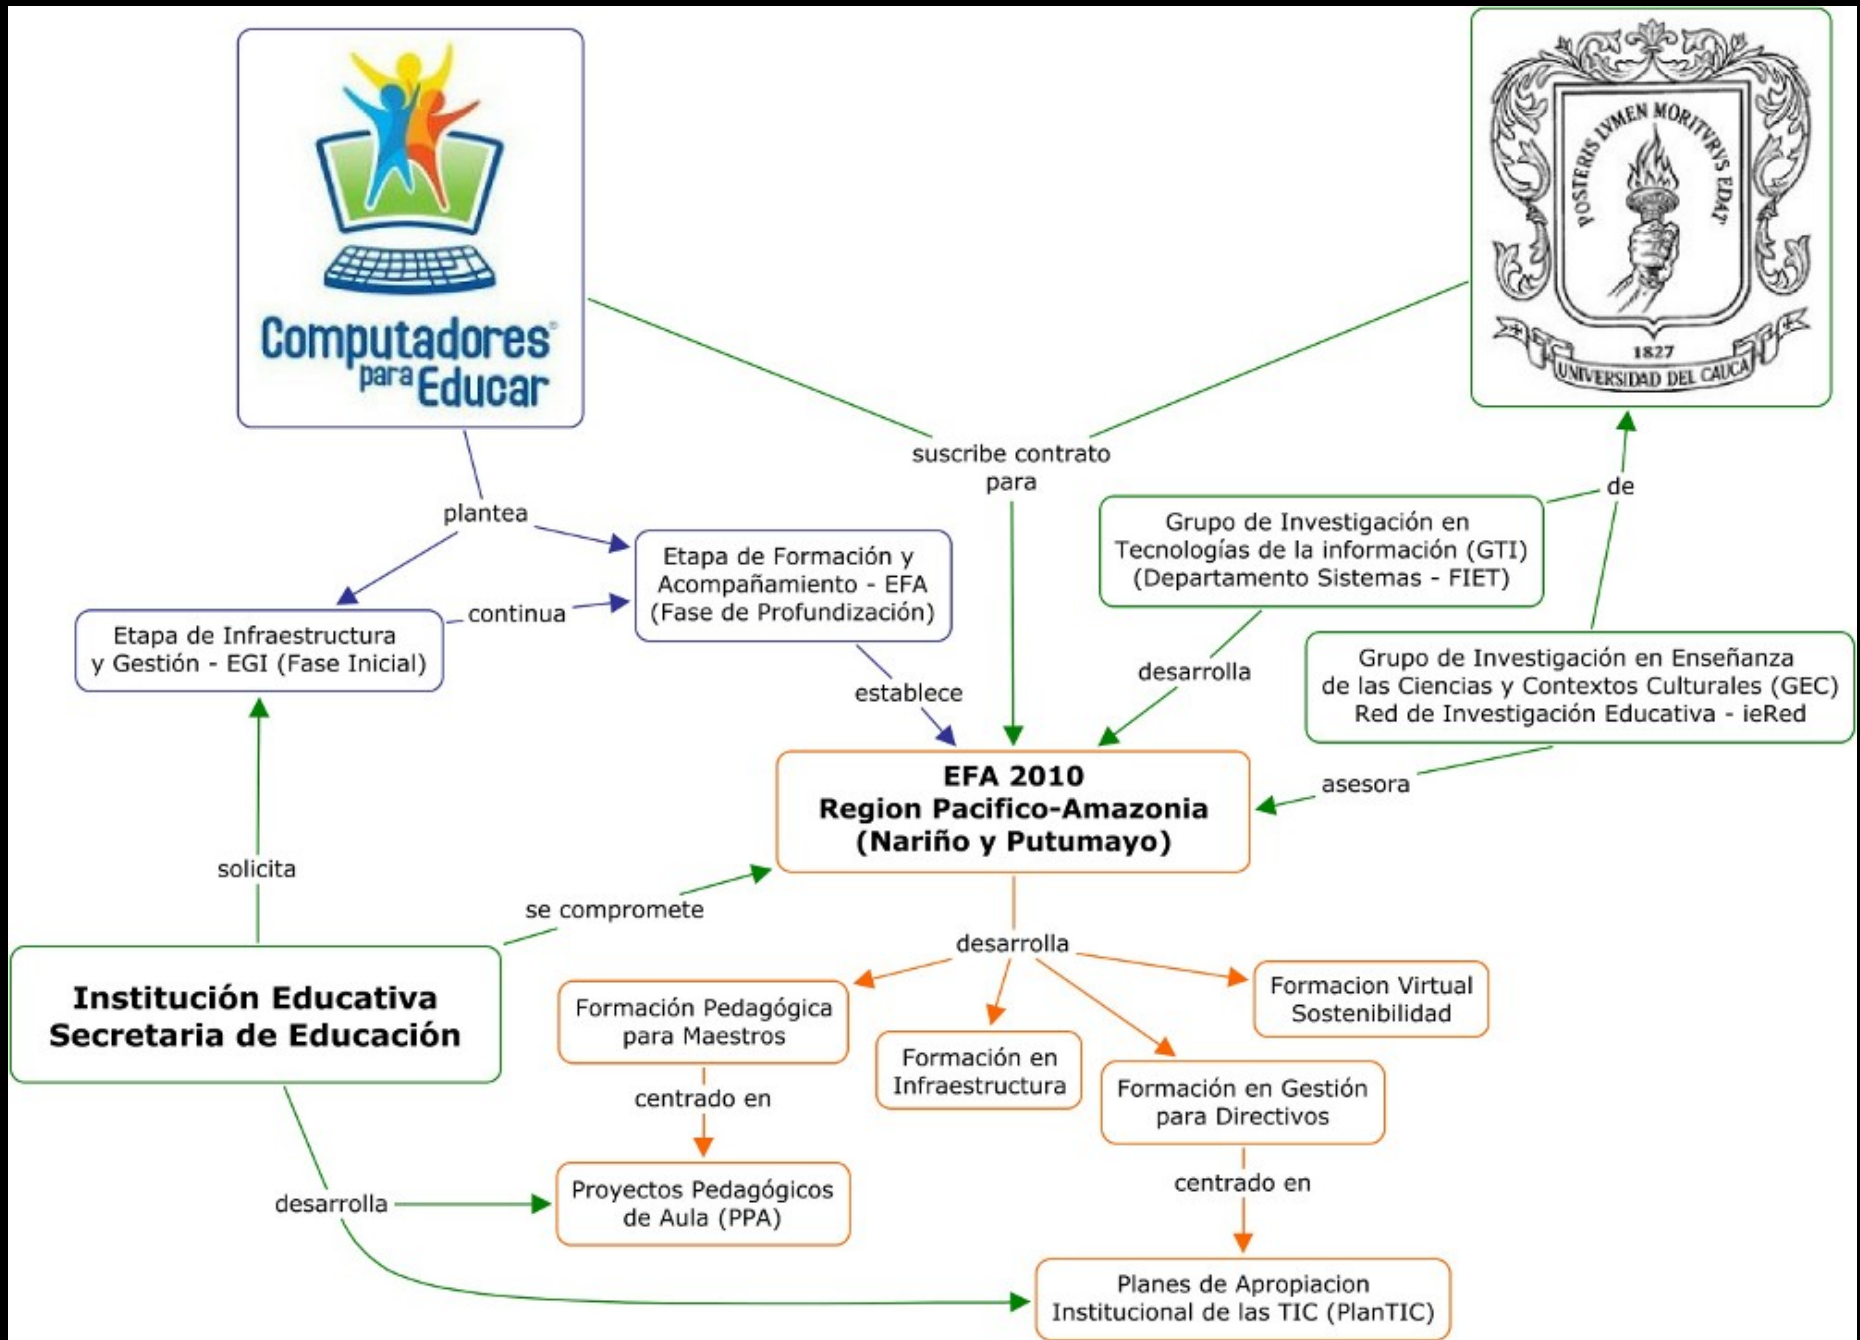 Computadores
para Educar
POSTERIS LVMEN MORITVRVS EDAT
1827
UNIVERSIDAD DEL CAUCA
suscribe contrato
para
plantea
de
Etapa de Formación y
Acompañamiento - EFA
(Fase de Profundización)
Grupo de Investigación en
Tecnologías de la información (GTI)
(Departamento Sistemas - FIET)
continua
Etapa de Infraestructura
y Gestión - EGI (Fase Inicial)
desarrolla
Grupo de Investigación en Enseñanza
de las Ciencias y Contextos Culturales (GEC)
Red de Investigación Educativa - ieRed
establece
asesora
EFA 2010
Region Pacifico-Amazonia
(Nariño y Putumayo)
solicita
se compromete
desarrolla
Institución Educativa
Secretaria de Educación
Formación Pedagógica
para Maestros
Formación en
Infraestructura
Formación en Gestión
para Directivos
Formacion Virtual
Sostenibilidad
centrado en
centrado en
desarrolla
Proyectos Pedagógicos
de Aula (PPA)
Planes de Apropiacion
Institucional de las TIC (PlanTIC)